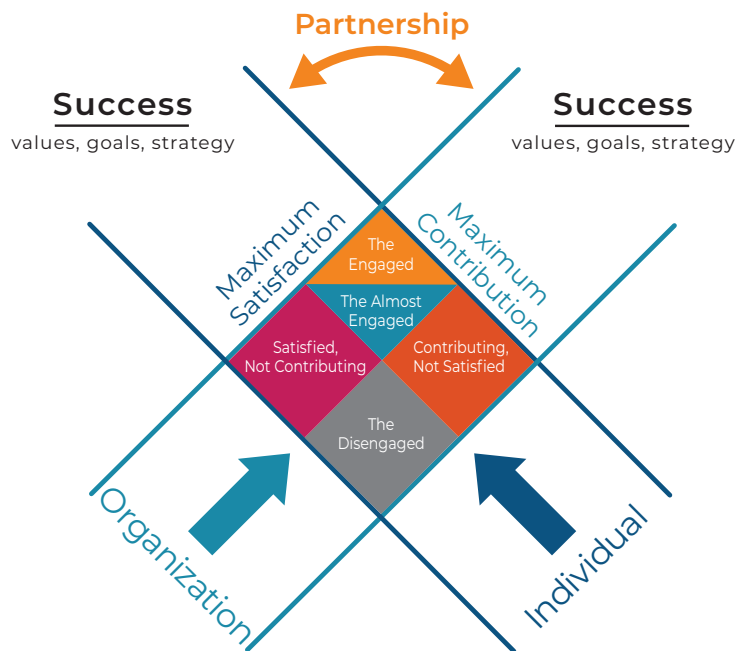 Partnership
Success
values, goals, strategy
Success
values, goals, strategy
Maximum
Satisfaction
Maximum
Contribution
The
Engaged
The Almost
Engaged
Satisfied,
Not Contributing
Contributing,
Not Satisfied
The
Disengaged
Organization
Individual